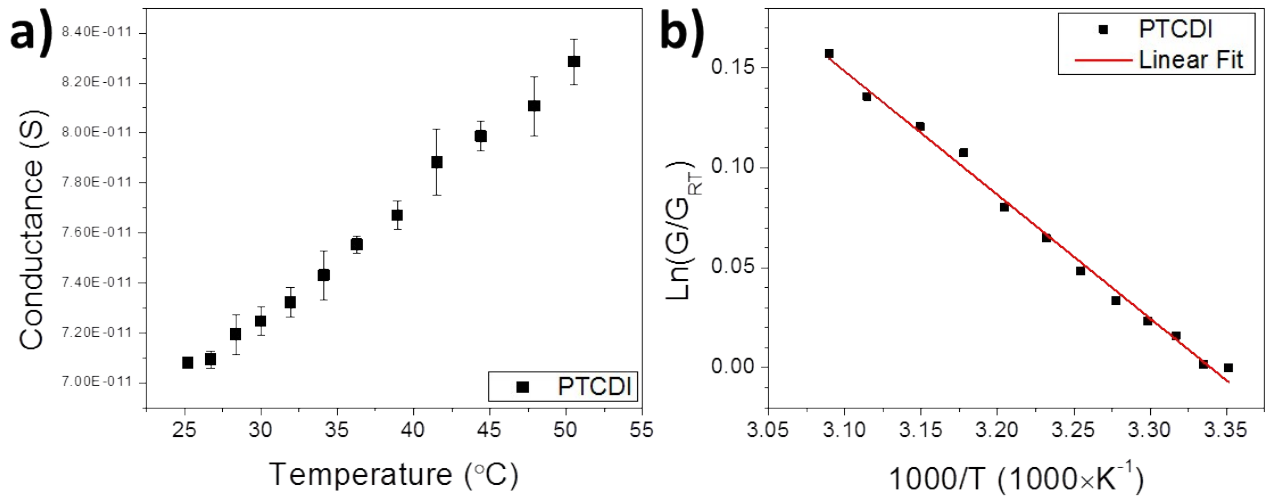 a)
8.40E-011
8.20E-011
8.00E-011
7.80E-011
7.60E-011
7.40E-011
7.20E-011
7.00E-011
Conductance (S)
PTCDI
25 30 35 40 45 50 55
Temperature (°C)
b)
PTCDI
Linear Fit
0.15
0.10
0.05
0.00
Ln(G/G_RT)
3.05 3.10 3.15 3.20 3.25 3.30 3.35
1000/T (1000×K⁻¹)